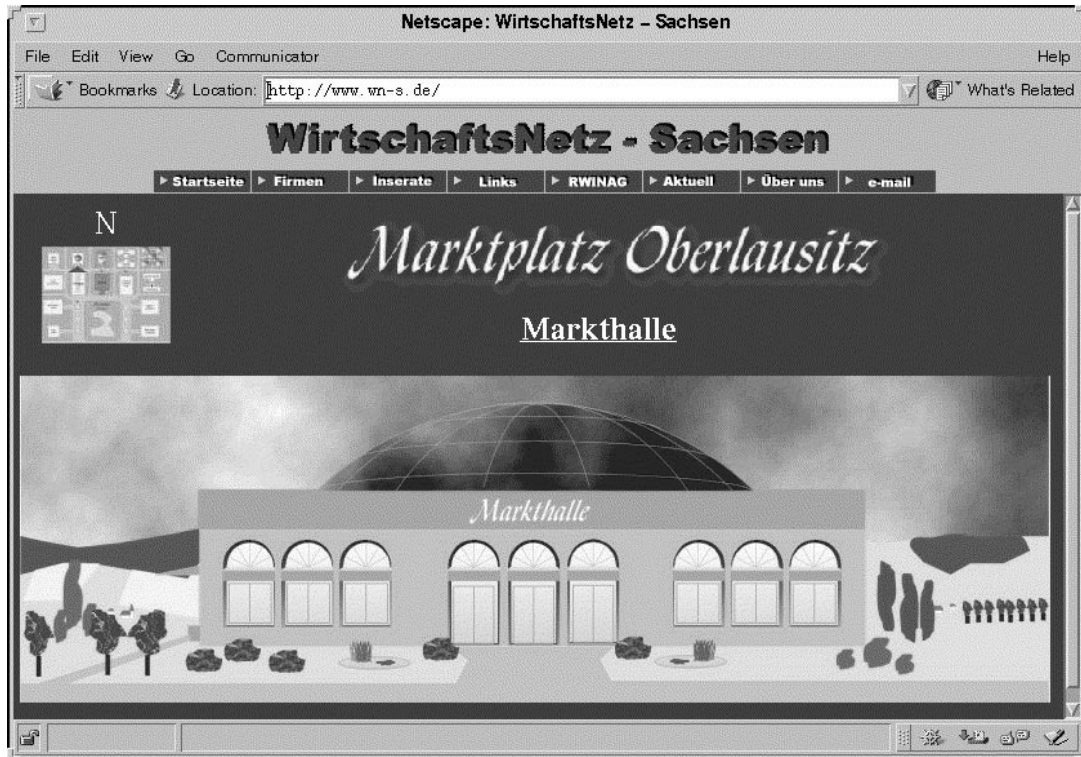 Netscape: WirtschaftsNetz – Sachsen
File Edit View Go Communicator Help
Bookmarks Location: http://www.wn-s.de/ What's Related
WirtschaftsNetz - Sachsen
Startseite Firmen Inserate Links RWINAG Aktuell Über uns e-mail
N
Marktplatz Oberlausitz
Markthalle
Markthalle